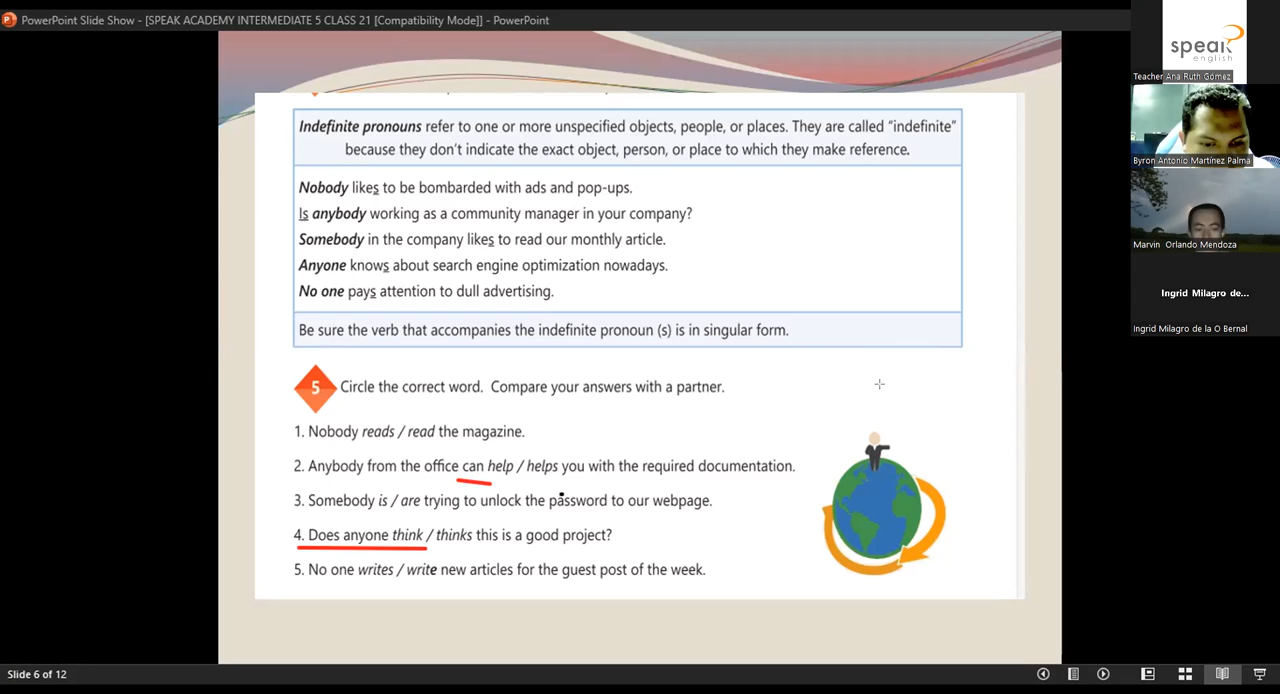 PowerPoint Slide Show - [SPEAK ACADEMY INTERMEDIATE 5 CLASS 21 [Compatibility Mode]] - PowerPoint
speak
english
Teacher Ana Ruth Gómez
Byron Antonio Martínez Palma
Marvin Orlando Mendoza
Ingrid Milagro de...
Ingrid Milagro de la O Bernal
Indefinite pronouns refer to one or more unspecified objects, people, or places. They are called "indefinite"
because they don't indicate the exact object, person, or place to which they make reference.
Nobody likes to be bombarded with ads and pop-ups.
Is anybody working as a community manager in your company?
Somebody in the company likes to read our monthly article.
Anyone knows about search engine optimization nowadays.
No one pays attention to dull advertising.
Be sure the verb that accompanies the indefinite pronoun (s) is in singular form.
5 Circle the correct word. Compare your answers with a partner.
1. Nobody reads / read the magazine.
2. Anybody from the office can help / helps you with the required documentation.
3. Somebody is / are trying to unlock the password to our webpage.
4. Does anyone think / thinks this is a good project?
5. No one writes / write new articles for the guest post of the week.
Slide 6 of 12